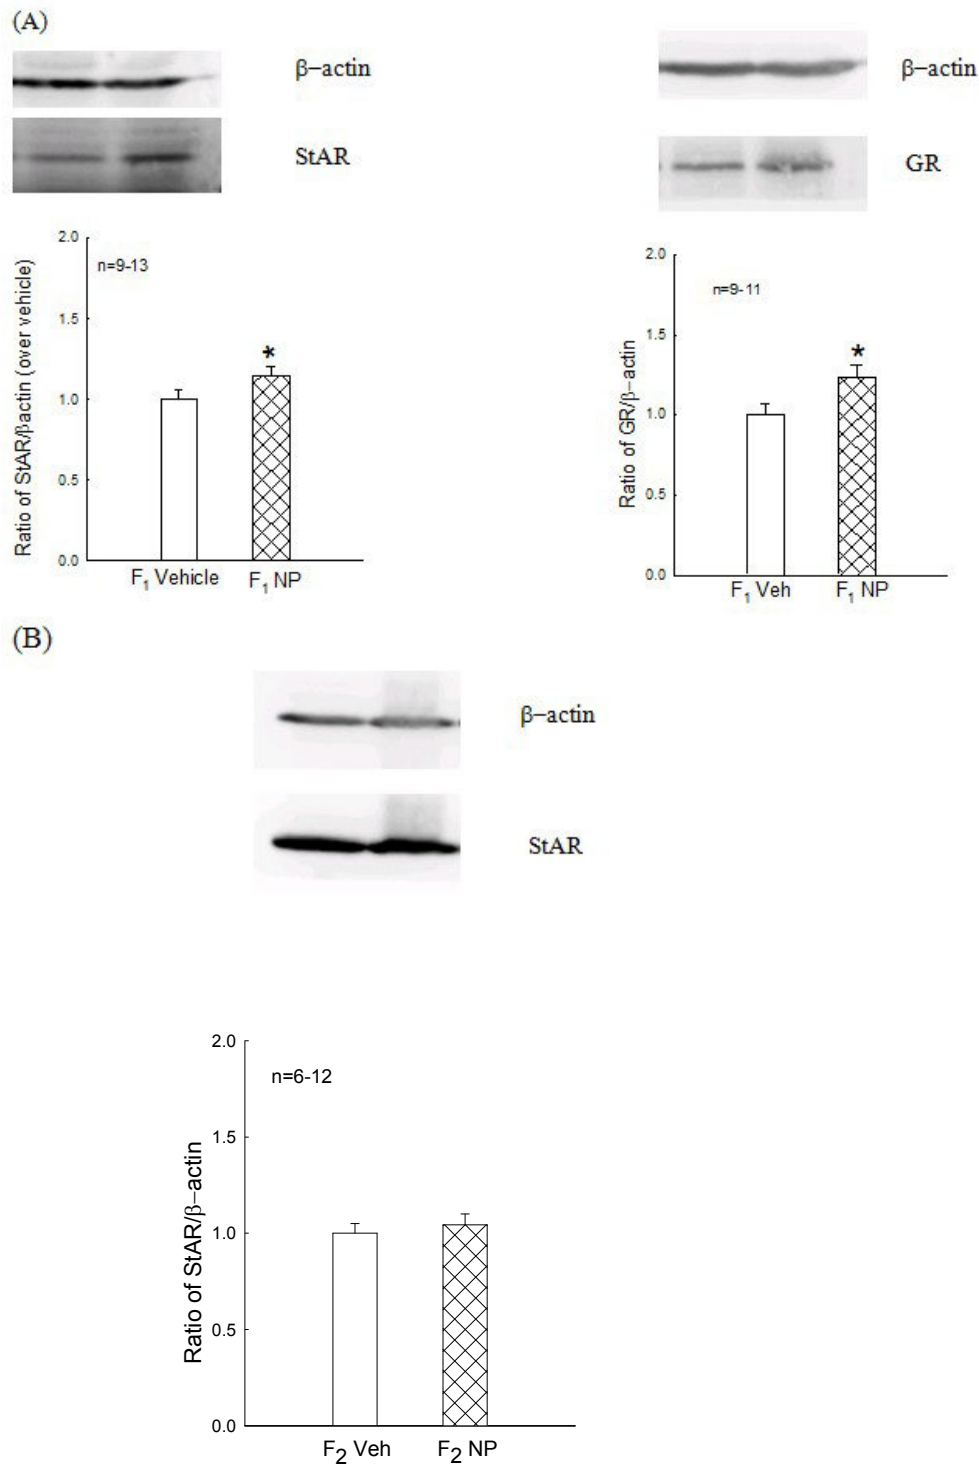 (A)
β−actin
StAR
Ratio of StAR/βactin (over vehicle)
2.0
1.5
1.0
0.5
0.0
n=9-13
*
F₁ Vehicle
F₁ NP
β−actin
GR
Ratio of GR/β−actin
2.0
1.5
1.0
0.5
0.0
n=9-11
*
F₁ Veh
F₁ NP
(B)
β−actin
StAR
Ratio of StAR/β−actin
2.0
1.5
1.0
0.5
0.0
n=6-12
F₂ Veh
F₂ NP